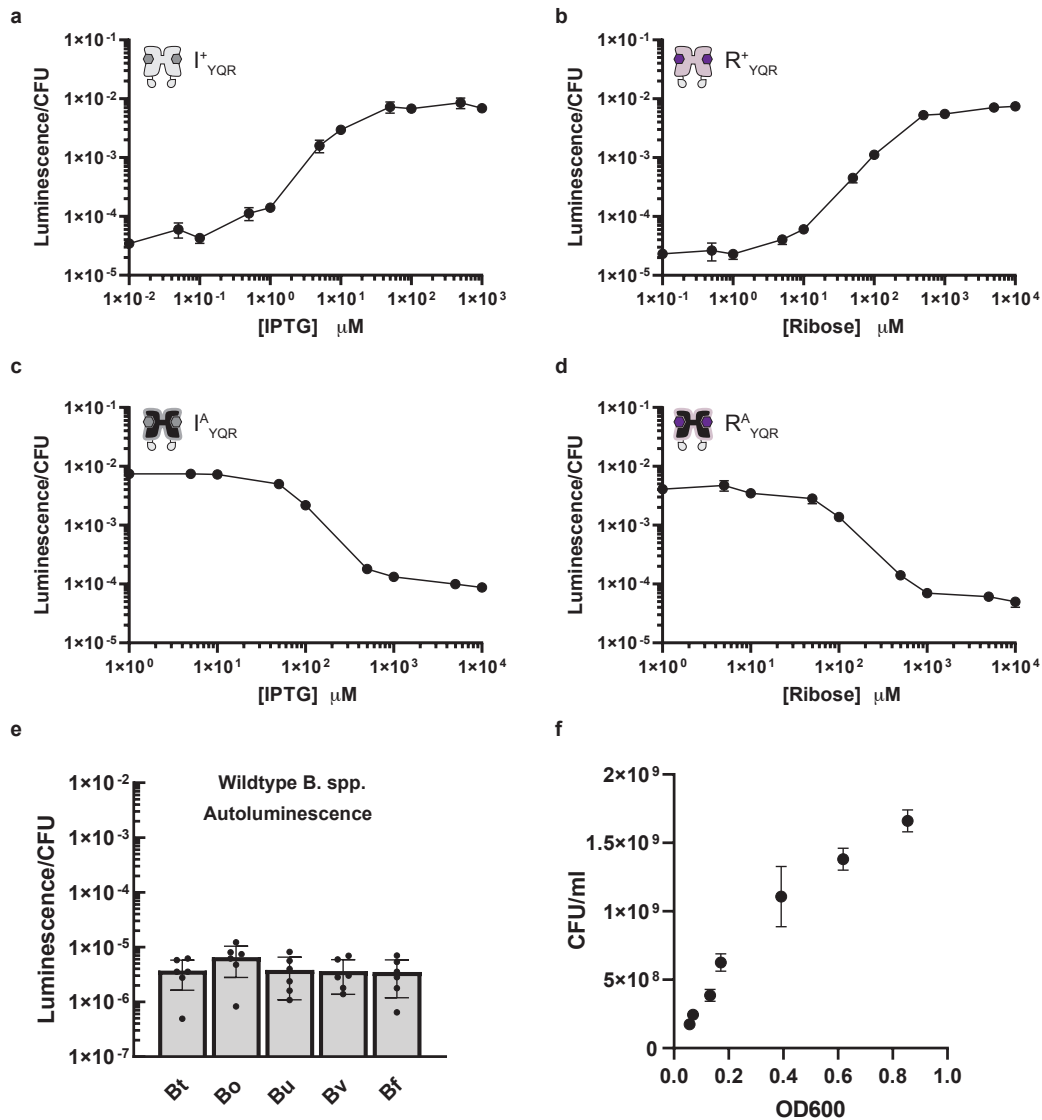 a
1×10⁻¹
1×10⁻²
1×10⁻³
1×10⁻⁴
1×10⁻⁵
Luminescence/CFU
I⁺YQR
1×10⁻² 1×10⁻¹ 1×10⁰ 1×10¹ 1×10² 1×10³
[IPTG] μM
b
1×10⁻¹
1×10⁻²
1×10⁻³
1×10⁻⁴
1×10⁻⁵
Luminescence/CFU
R⁺YQR
1×10⁻¹ 1×10⁰ 1×10¹ 1×10² 1×10³ 1×10⁴
[Ribose] μM
c
1×10⁻¹
1×10⁻²
1×10⁻³
1×10⁻⁴
1×10⁻⁵
Luminescence/CFU
IᴬYQR
1×10⁰ 1×10¹ 1×10² 1×10³ 1×10⁴
[IPTG] μM
d
1×10⁻¹
1×10⁻²
1×10⁻³
1×10⁻⁴
1×10⁻⁵
Luminescence/CFU
RᴬYQR
1×10⁰ 1×10¹ 1×10² 1×10³ 1×10⁴
[Ribose] μM
e
Wildtype B. spp.
Autoluminescence
1×10⁻²
1×10⁻³
1×10⁻⁴
1×10⁻⁵
1×10⁻⁶
1×10⁻⁷
Luminescence/CFU
Bt Bo Bu Bv Bf
f
2×10⁹
1.5×10⁹
1×10⁹
5×10⁸
0
CFU/ml
0.0 0.2 0.4 0.6 0.8 1.0
OD600